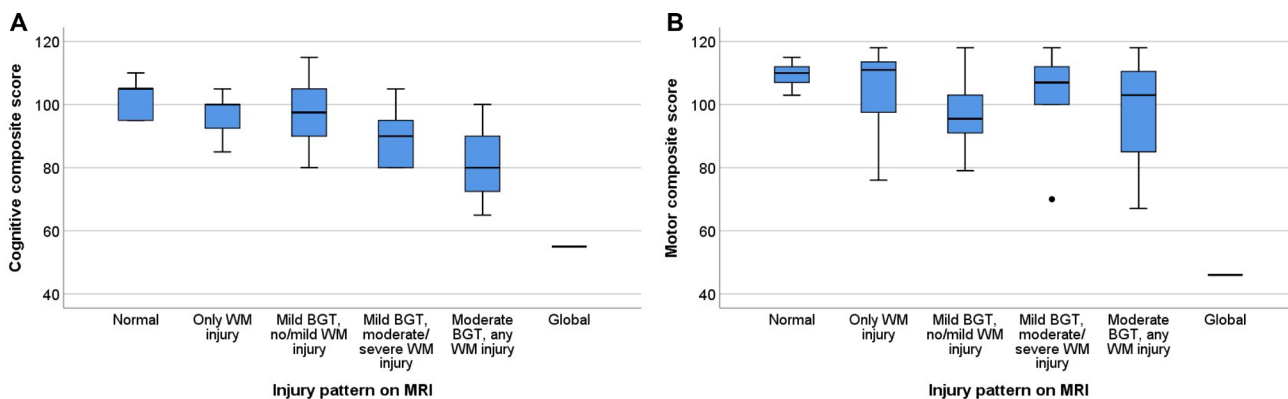 A
Cognitive composite score
120
100
80
60
40
Normal
Only WM
injury
Mild BGT,
no/mild WM
injury
Mild BGT,
moderate/
severe WM
injury
Moderate
BGT, any
WM injury
Global
Injury pattern on MRI
B
Motor composite score
120
100
80
60
40
Normal
Only WM
injury
Mild BGT,
no/mild WM
injury
Mild BGT,
moderate/
severe WM
injury
Moderate
BGT, any
WM injury
Global
Injury pattern on MRI